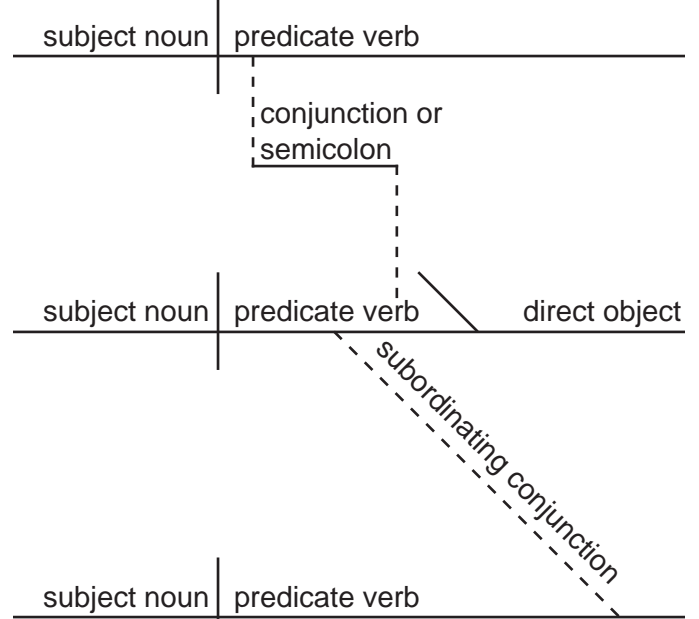 subject noun predicate verb
conjunction or
semicolon
subject noun predicate verb direct object
subordinating conjunction
subject noun predicate verb